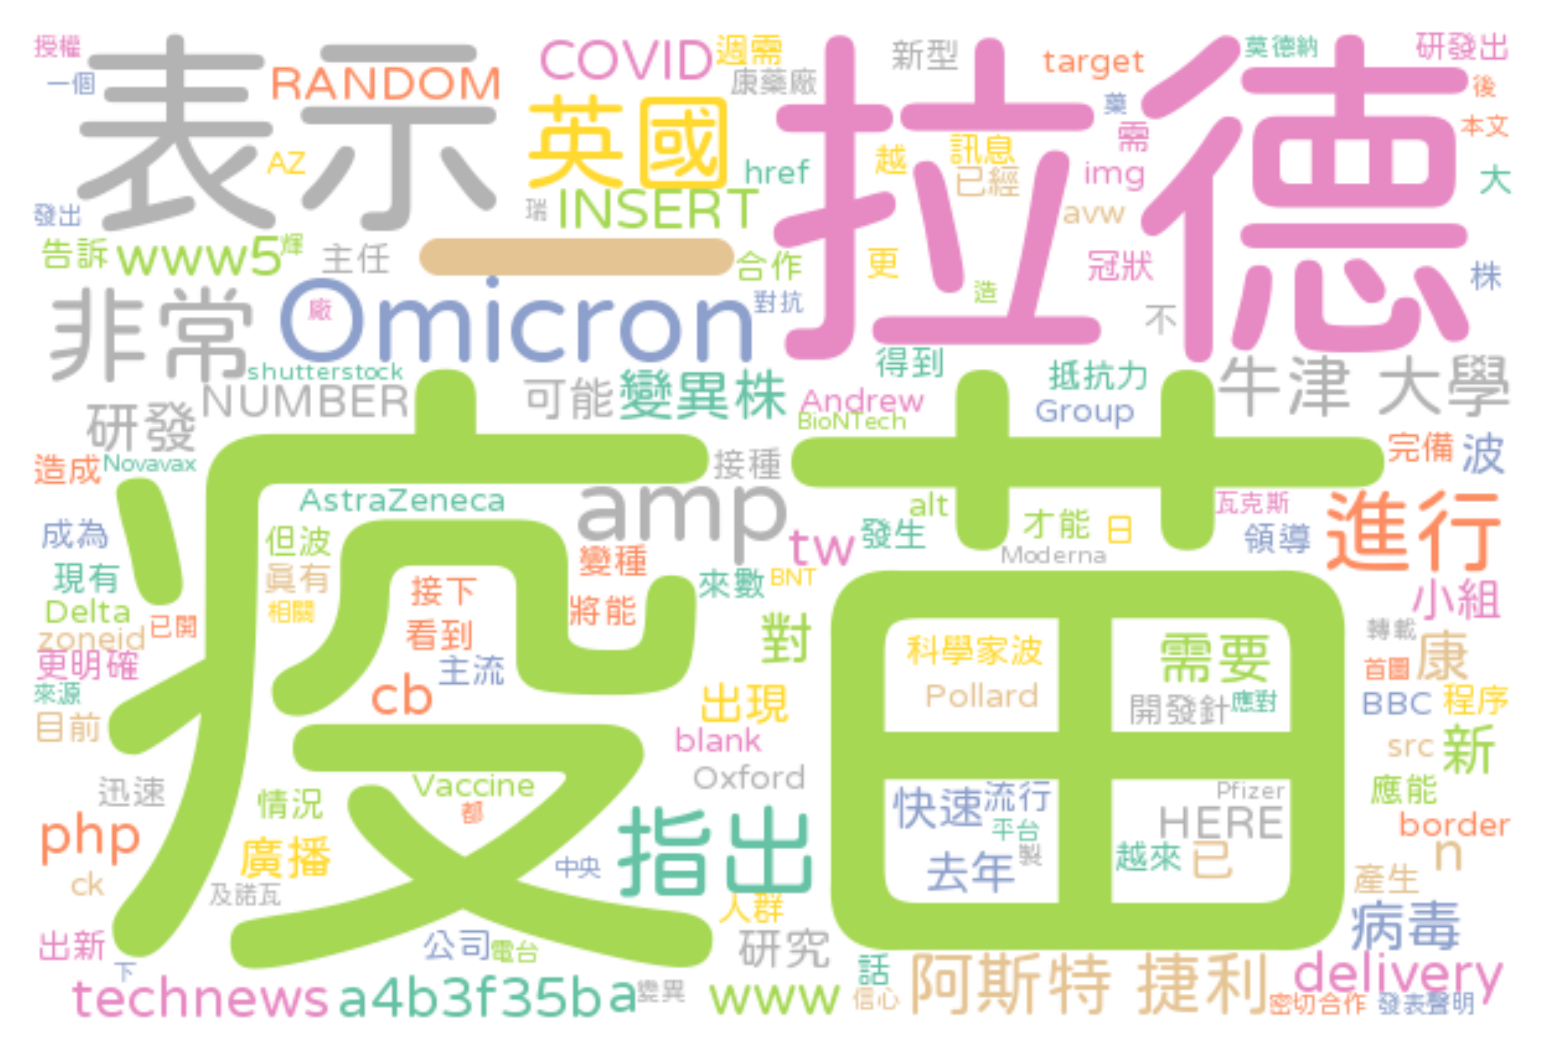 授權
一個
表示
RANDOM
COVID
週需
康藥廠
英國
AZ
href
瑞
INSERT
拉德
新型
target
莫德納
研發出
後
藥
需
本文
越
訊息
已經
img
大
avw
發出
告訴
www5
輝
主任
一
合作
更
冠狀
株
造
不
非常
Omicron
廠
對抗
shutterstock
NUMBER
可能
變異株
得到
抵抗力
牛津 大學
Andrew
Group
BioNTech
研發
疫苗
造成
Novavax
接種
完備
波
AstraZeneca
amp
alt
瓦克斯
進行
成為
但波
tw
發生
才能
日
領導
Moderna
變種
現有
真有
接下
來數
BNT
小組
Delta
相關
將能
zoneid
已開
看到
對
轉載
更明確
主流
科學家波
需要
首圖
康
來源
cb
出現
Pollard
開發針
應對
BBC
程序
目前
blank
src
新
Oxford
迅速
情況
Vaccine
快速
流行
Pfizer
應能
都
平台
HERE
border
php
廣播
指出
製
越來
已
n
中央
去年
ck
及諾瓦
產生
人群
病毒
出新
公司
電台
研究
下
話
阿斯特 捷利
delivery
technews
a4b3f35ba
變異
www
信心
密切合作
發表聲明